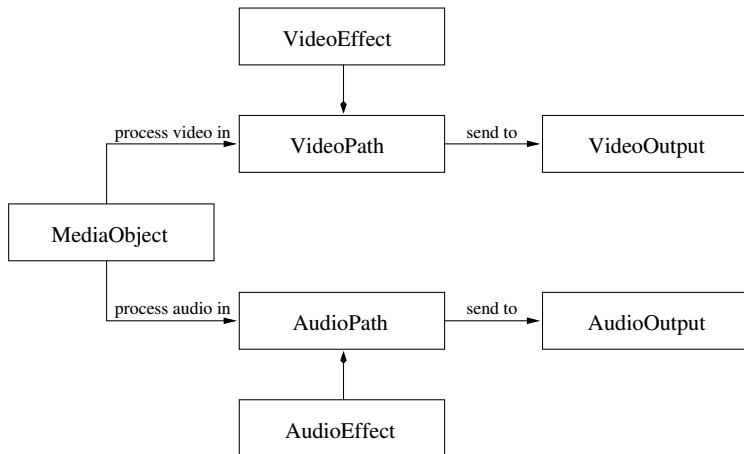 VideoEffect
process video in
VideoPath
send to
VideoOutput
MediaObject
process audio in
AudioPath
send to
AudioOutput
AudioEffect